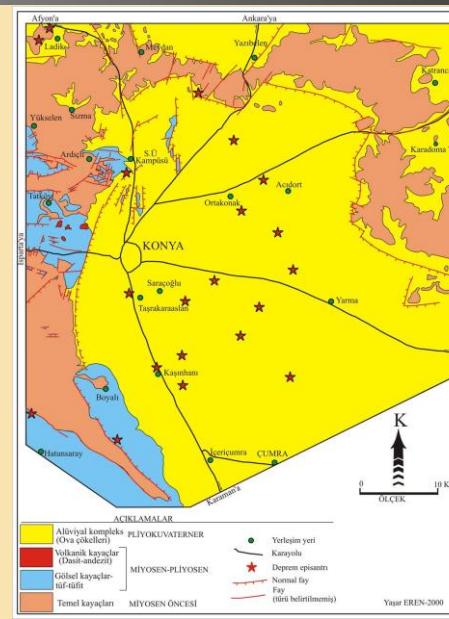 Afyon'a
Ankara'ya
Ladik
Meydan
Yazıbelen
Katrancı
Sızma
Yükselen
Ardıçlı
S.Ü
Kampüsü
Karadoma
Tatköy
Acıdort
Ortakonak
Isparta'ya
KONYA
Saraçoğlu
Taşrakaraaslan
Yarma
Kaşınhanı
Boyalı
Hatunsaray
İçeriçumra
ÇUMRA
Karaman'a
K
0 10 K
ÖLÇEK
AÇIKLAMALAR
Alüviyal kompleks
(Ova çökelleri)
PLİYOKUVATERNER
Volkanik kayaçlar
(Dasit-andezit)
Gölsel kayaçlar-
tüf-tüfit
MİYOSEN-PLİYOSEN
Temel kayaçları
MİYOSEN ÖNCESİ
Yerleşim yeri
Karayolu
Deprem episantrı
Normal fay
Fay
(türü belirtilmemiş)
Yaşar EREN-2000